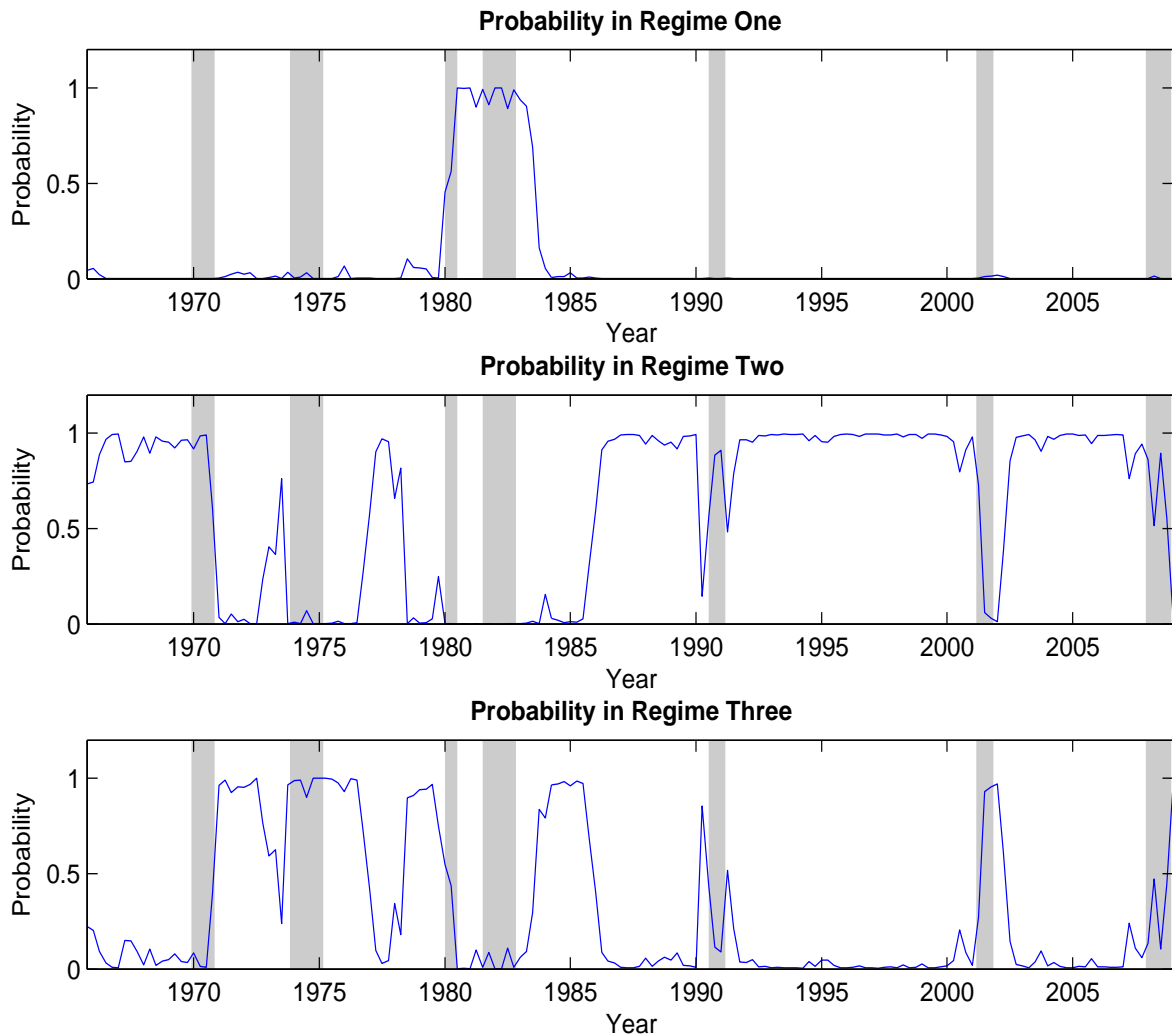 Probability in Regime One
1
0.5
0
Probability
1970 1975 1980 1985 1990 1995 2000 2005
Year
Probability in Regime Two
1
0.5
0
Probability
1970 1975 1980 1985 1990 1995 2000 2005
Year
Probability in Regime Three
1
0.5
0
Probability
1970 1975 1980 1985 1990 1995 2000 2005
Year